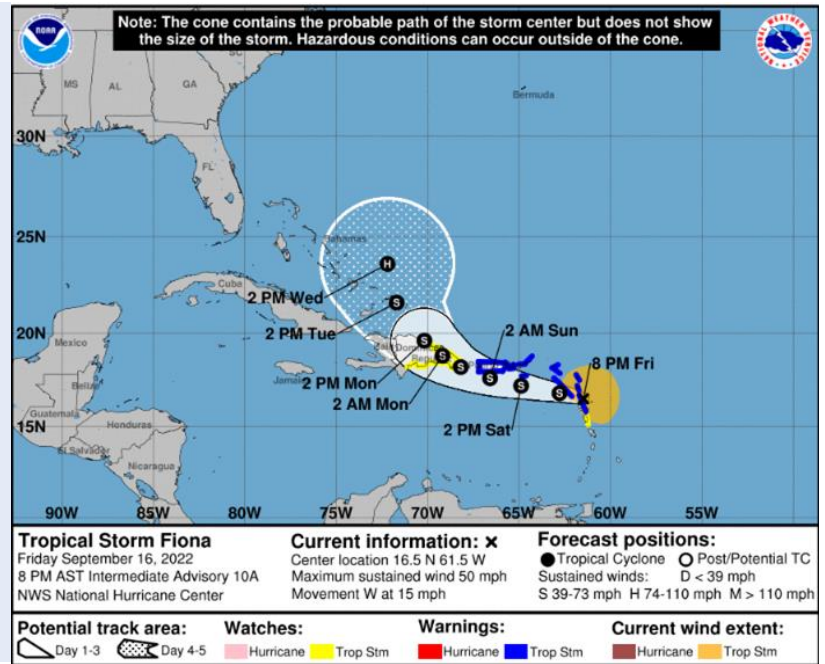 Note: The cone contains the probable path of the storm center but does not show
the size of the storm. Hazardous conditions can occur outside of the cone.
NOAA
NATIONAL WEATHER SERVICE
MS
AL
GA
SC
Bermuda
30N
FL
25N
Bahamas
2 PM Wed
Cuba
2 PM Tue
20N
2 AM Sun
8 PM Fri
Mexico
Jamaica
2 PM Mon
Belize
2 AM Mon
2 PM Sat
Guatemala
Honduras
15N
El Salvador
Nicaragua
90W 85W 80W 75W 70W 65W 60W 55W
H
S
S
S
S
S
S
S
Tropical Storm Fiona
Friday September 16, 2022
8 PM AST Intermediate Advisory 10A
NWS National Hurricane Center
Current information: x
Center location 16.5 N 61.5 W
Maximum sustained wind 50 mph
Movement W at 15 mph
Forecast positions:
Tropical Cyclone Post/Potential TC
Sustained winds: D < 39 mph
S 39-73 mph H 74-110 mph M > 110 mph
Potential track area:
Day 1-3 Day 4-5
Watches:
Hurricane Trop Stm
Warnings:
Hurricane Trop Stm
Current wind extent:
Hurricane Trop Stm